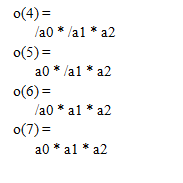 o(4) =
/a0 * /a1 * a2
o(5) =
a0 * /a1 * a2
o(6) =
/a0 * a1 * a2
o(7) =
a0 * a1 * a2